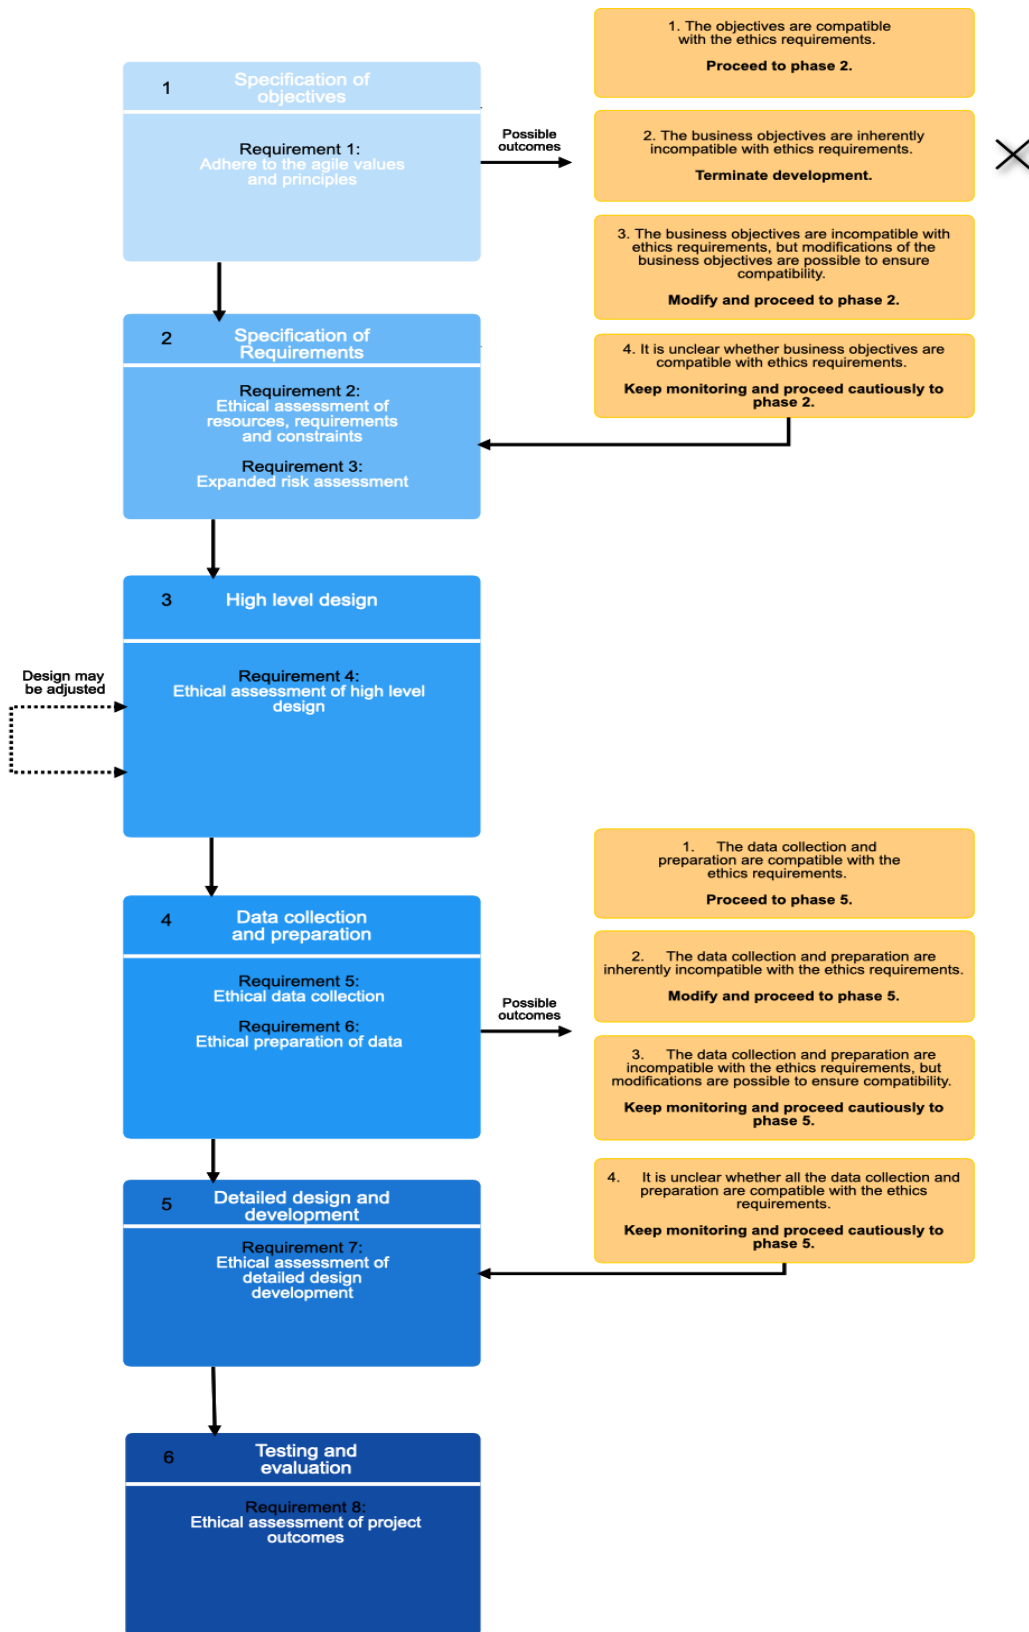 1
Specification of
objectives
Requirement 1:
Adhere to the agile values
and principles
Possible
outcomes
1. The objectives are compatible
with the ethics requirements.
Proceed to phase 2.
2. The business objectives are inherently
incompatible with ethics requirements.
Terminate development.
3. The business objectives are incompatible with
ethics requirements, but modifications of the
business objectives are possible to ensure
compatibility.
Modify and proceed to phase 2.
4. It is unclear whether business objectives are
compatible with ethics requirements.
Keep monitoring and proceed cautiously to
phase 2.
2
Specification of
Requirements
Requirement 2:
Ethical assessment of
resources, requirements
and constraints
Requirement 3:
Expanded risk assessment
3
High level design
Requirement 4:
Ethical assessment of high level
design
Design may
be adjusted
4
Data collection
and preparation
Requirement 5:
Ethical data collection
Requirement 6:
Ethical preparation of data
Possible
outcomes
1. The data collection and
preparation are compatible with the
ethics requirements.
Proceed to phase 5.
2. The data collection and preparation are
inherently incompatible with the ethics requirements.
Modify and proceed to phase 5.
3. The data collection and preparation are
incompatible with the ethics requirements, but
modifications are possible to ensure compatibility.
Keep monitoring and proceed cautiously to
phase 5.
4. It is unclear whether all the data collection and
preparation are compatible with the ethics
requirements.
Keep monitoring and proceed cautiously to
phase 5.
5
Detailed design and
development
Requirement 7:
Ethical assessment of
detailed design
development
6
Testing and
evaluation
Requirement 8:
Ethical assessment of project
outcomes